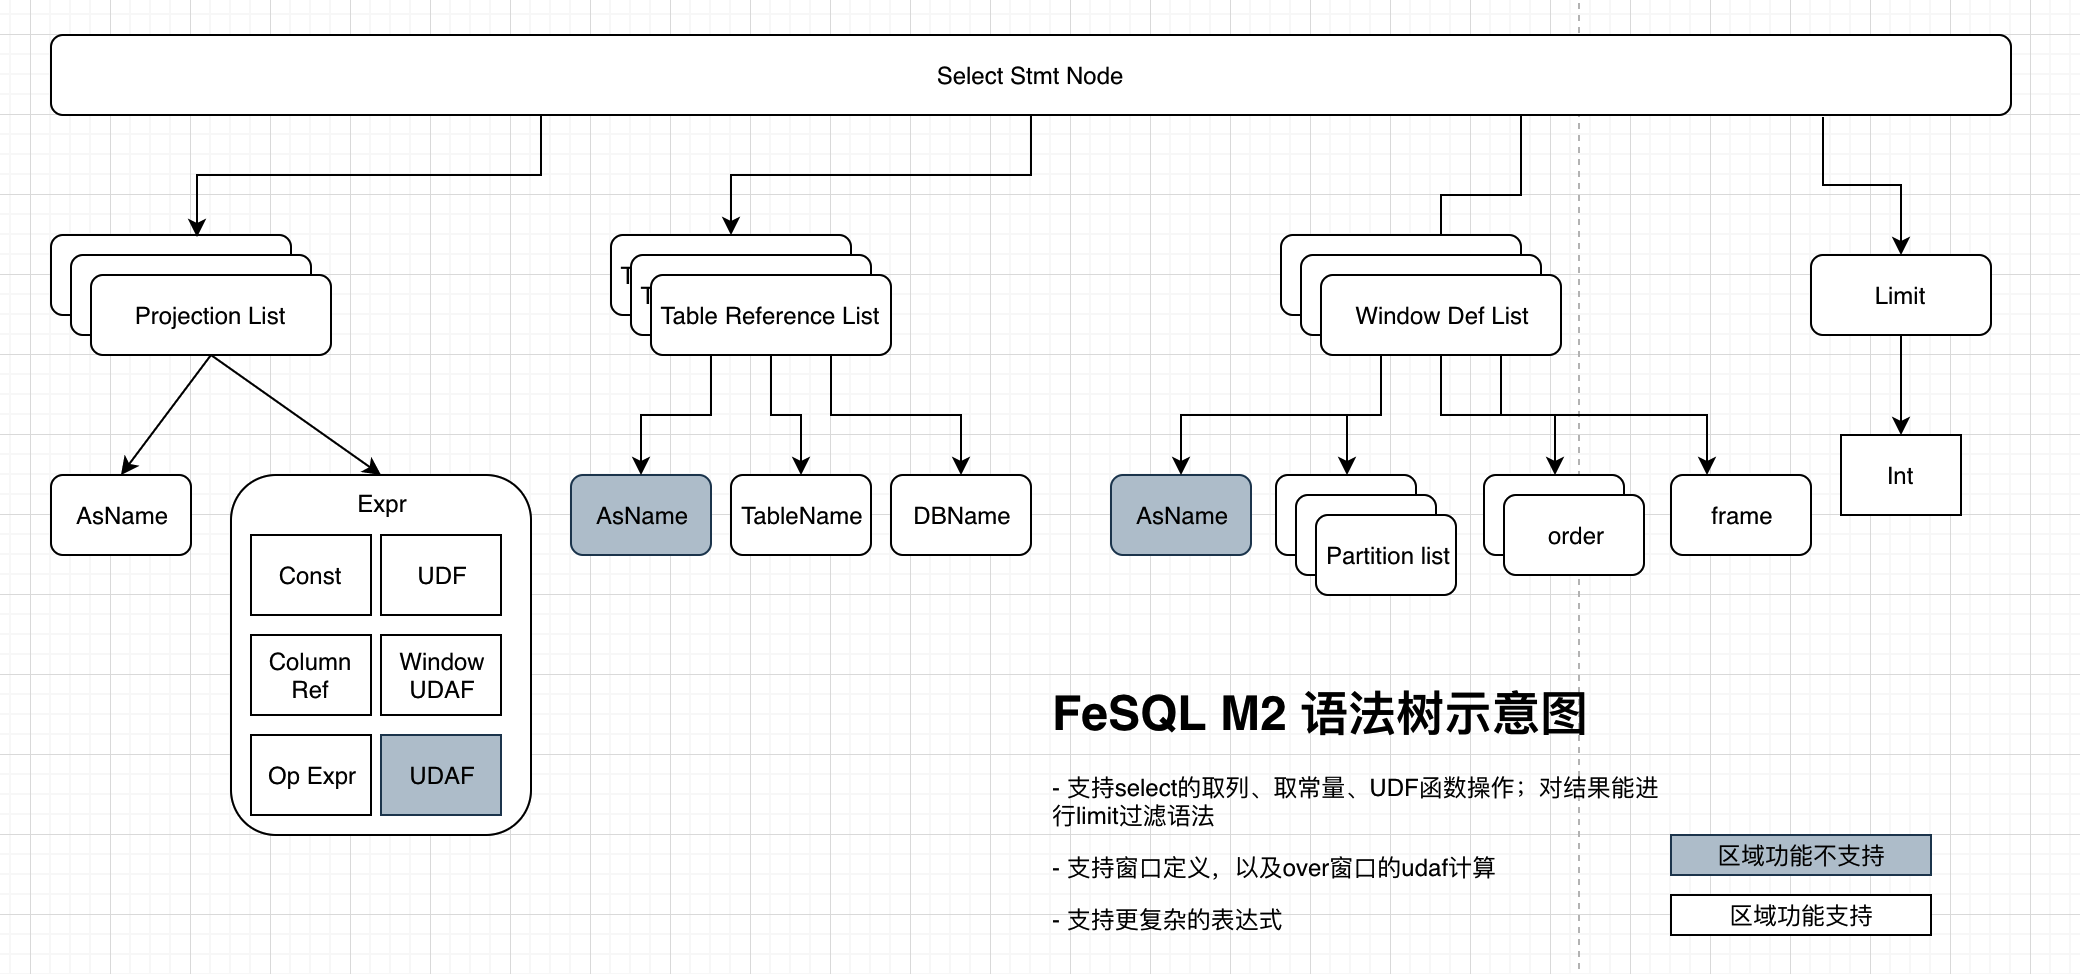 Select Stmt Node
Projection List
T
T
Table Reference List
Window Def List
Limit
AsName
Expr
Const
UDF
Column
Ref
Window
UDAF
Op Expr
UDAF
AsName
TableName
DBName
AsName
Partition list
order
frame
Int
FeSQL M2 语法树示意图
- 支持select的取列、取常量、UDF函数操作；对结果能进
行limit过滤语法
- 支持窗口定义，以及over窗口的udaf计算
- 支持更复杂的表达式
区域功能不支持
区域功能支持